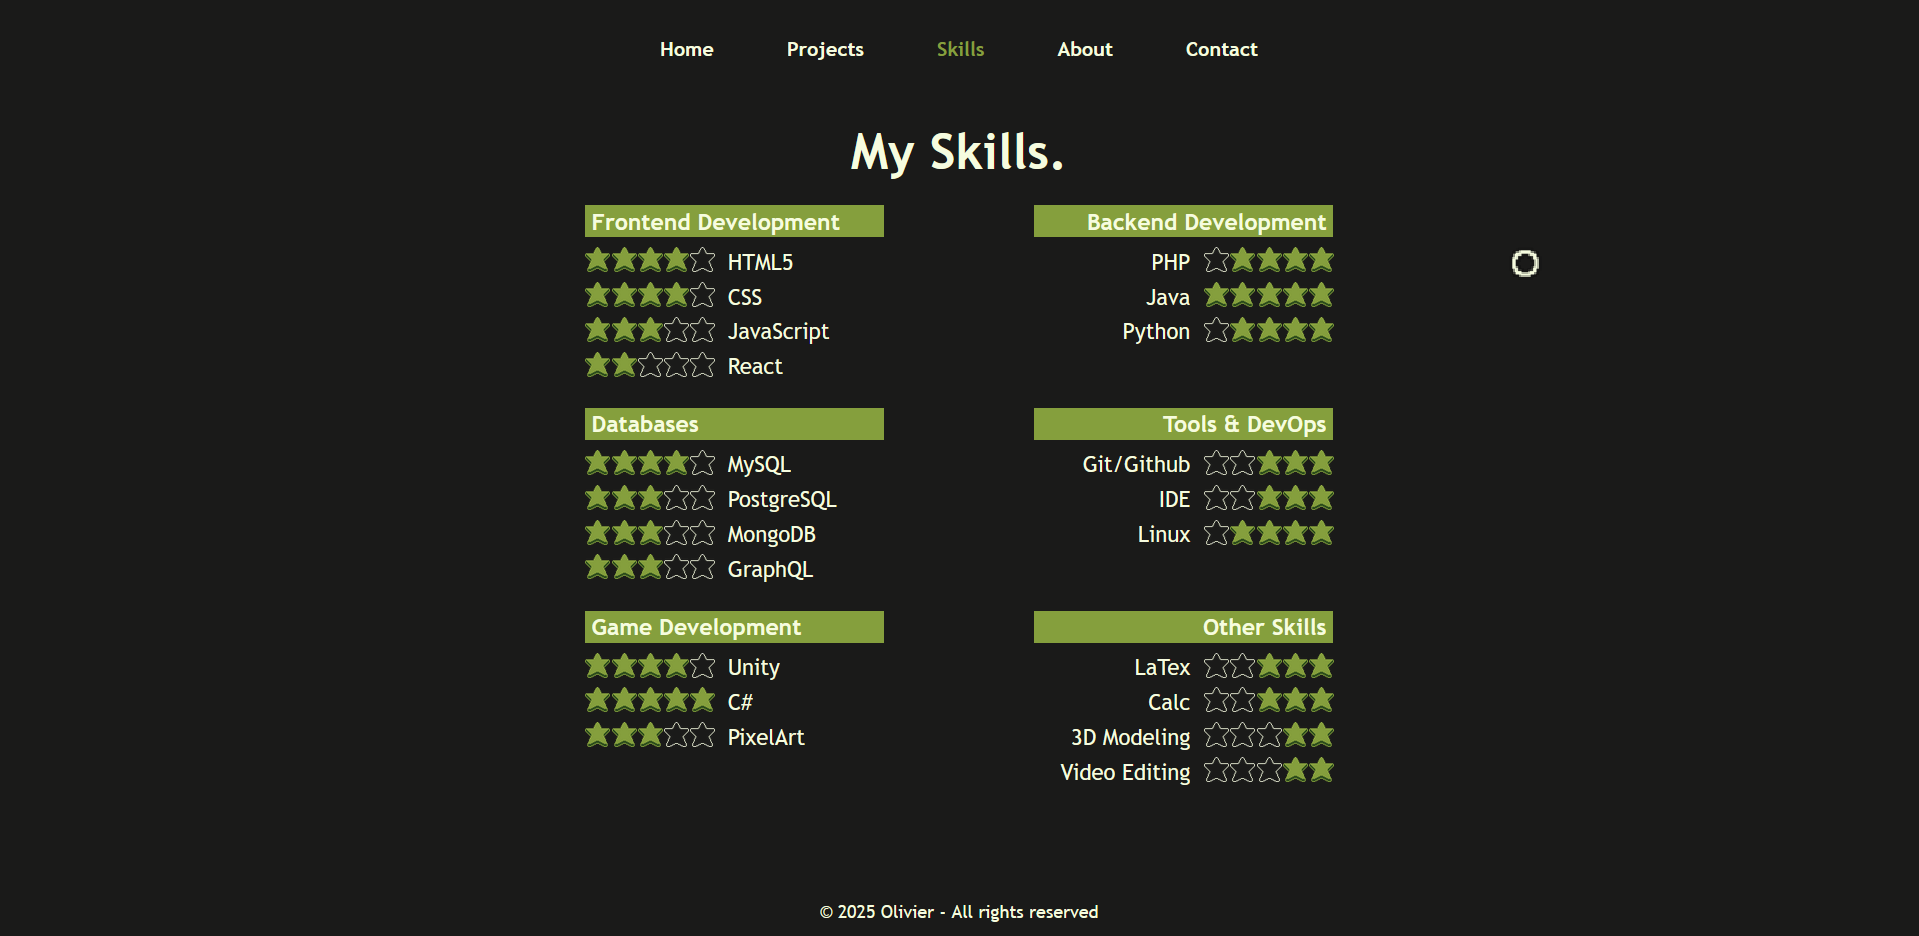 Home Projects Skills About Contact
My Skills.
Frontend Development
HTML5
CSS
JavaScript
React
Backend Development
PHP
Java
Python
Databases
MySQL
PostgreSQL
MongoDB
GraphQL
Tools & DevOps
Git/Github
IDE
Linux
Game Development
Unity
C#
PixelArt
Other Skills
LaTex
Calc
3D Modeling
Video Editing
© 2025 Olivier - All rights reserved